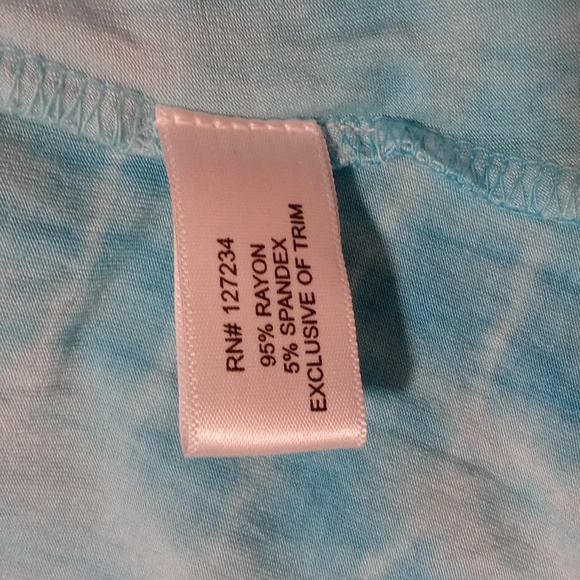 RN# 127234
95% RAYON
5% SPANDEX
EXCLUSIVE OF TRIM